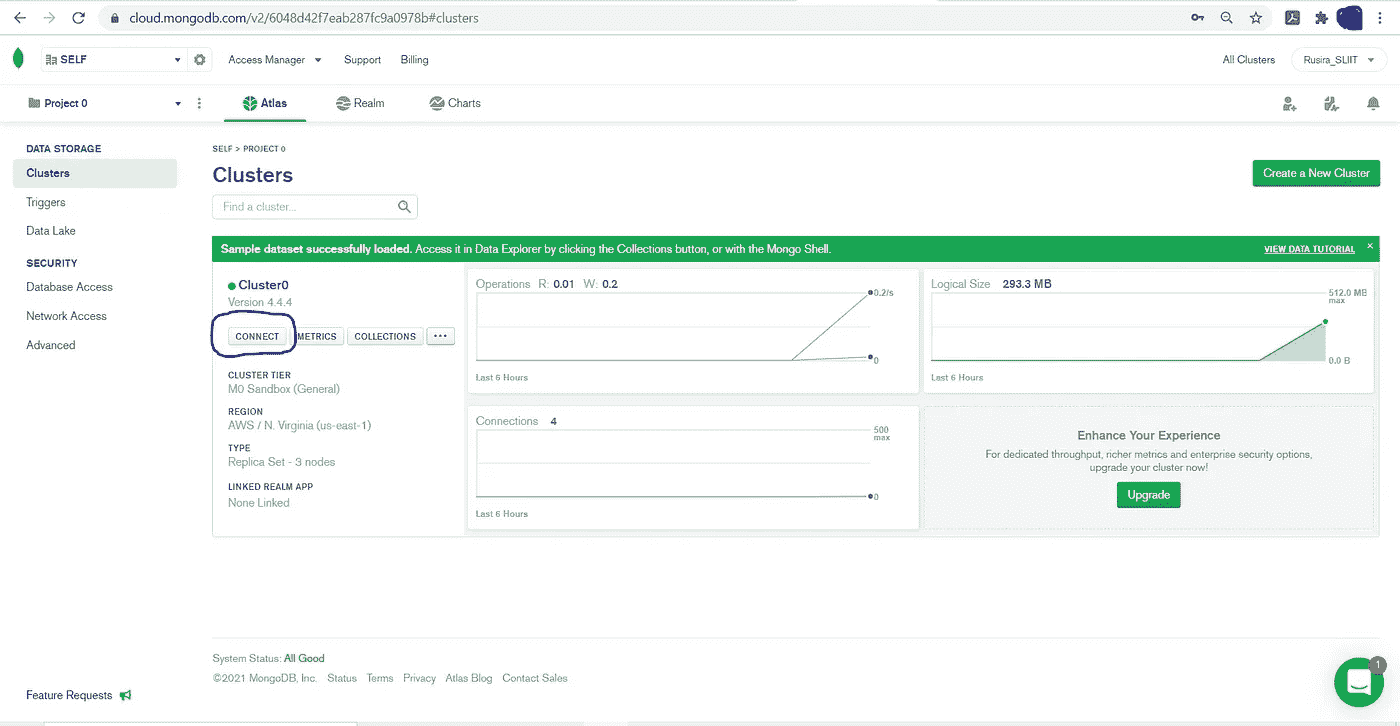 cloud.mongodb.com/v2/6048d42f7eab287fc9a0978b#clusters
SELF
Access Manager
Support
Billing
All Clusters
Rusira_SLIIT
Project 0
Atlas
Realm
Charts
DATA STORAGE
Clusters
Triggers
Data Lake
SECURITY
Database Access
Network Access
Advanced
SELF > PROJECT 0
Clusters
Create a New Cluster
Find a cluster...
Sample dataset successfully loaded. Access it in Data Explorer by clicking the Collections button, or with the Mongo Shell.
VIEW DATA TUTORIAL
Cluster0
Version 4.4.4
CONNECT
METRICS
COLLECTIONS
CLUSTER TIER
M0 Sandbox (General)
REGION
AWS / N. Virginia (us-east-1)
TYPE
Replica Set - 3 nodes
LINKED REALM APP
None Linked
Operations R: 0.01 W: 0.2
0.2/s
0
Last 6 Hours
Logical Size 293.3 MB
512.0 MB
max
0.0 B
Last 6 Hours
Connections 4
500
max
0
Last 6 Hours
Enhance Your Experience
For dedicated throughput, richer metrics and enterprise security options,
upgrade your cluster now!
Upgrade
System Status: All Good
©2021 MongoDB, Inc. Status Terms Privacy Atlas Blog Contact Sales
Feature Requests
1